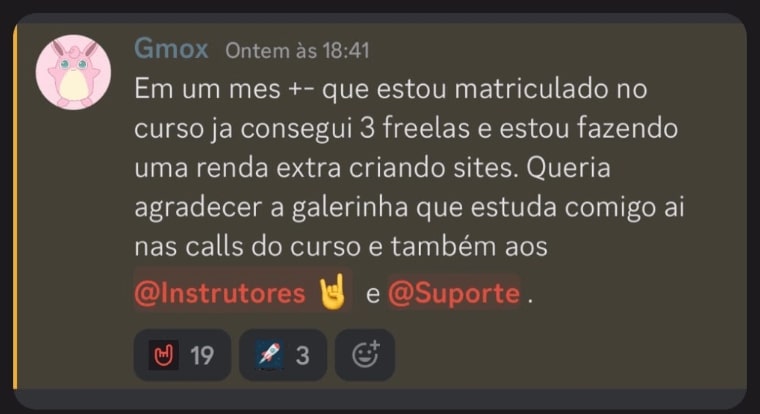 Gmox Ontem às 18:41
Em um mes +- que estou matriculado no
curso ja consegui 3 freelas e estou fazendo
uma renda extra criando sites. Queria
agradecer a galerinha que estuda comigo ai
nas calls do curso e também aos
@Instrutores 🤘 e @Suporte .
19 3